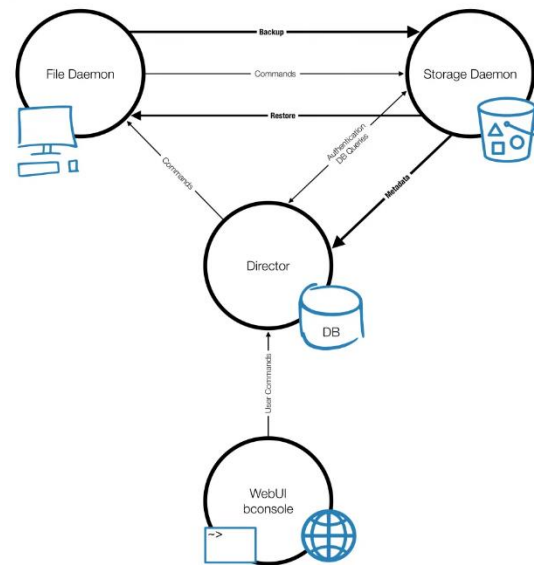 Backup
File Daemon
Commands
Storage Daemon
Restore
Authentication
DB Queries
Commands
Metadata
Director
DB
User Commands
WebUI
bconsole
~>